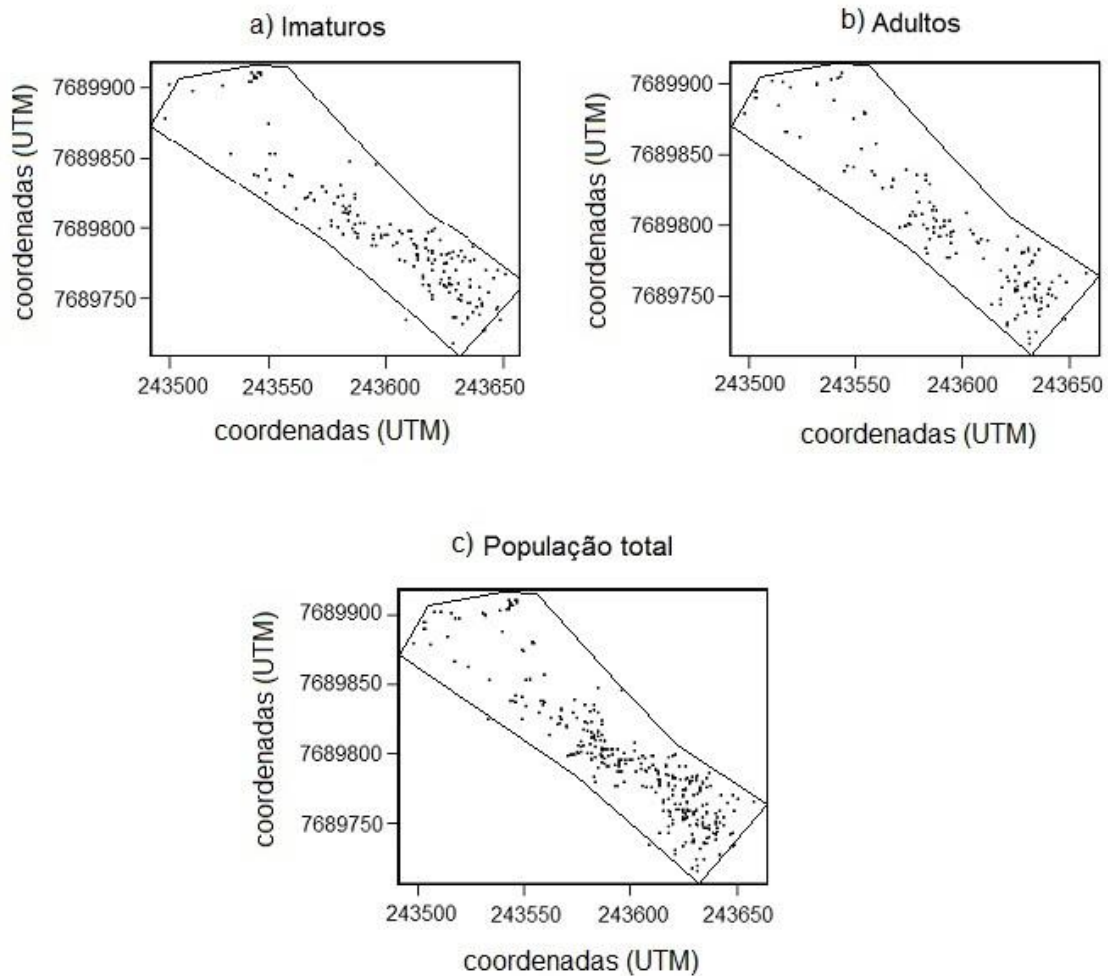 a) Imaturos
coordenadas (UTM)
7689900
7689850
7689800
7689750
243500 243550 243600 243650
coordenadas (UTM)
b) Adultos
coordenadas (UTM)
7689900
7689850
7689800
7689750
243500 243550 243600 243650
coordenadas (UTM)
c) População total
coordenadas (UTM)
7689900
7689850
7689800
7689750
243500 243550 243600 243650
coordenadas (UTM)